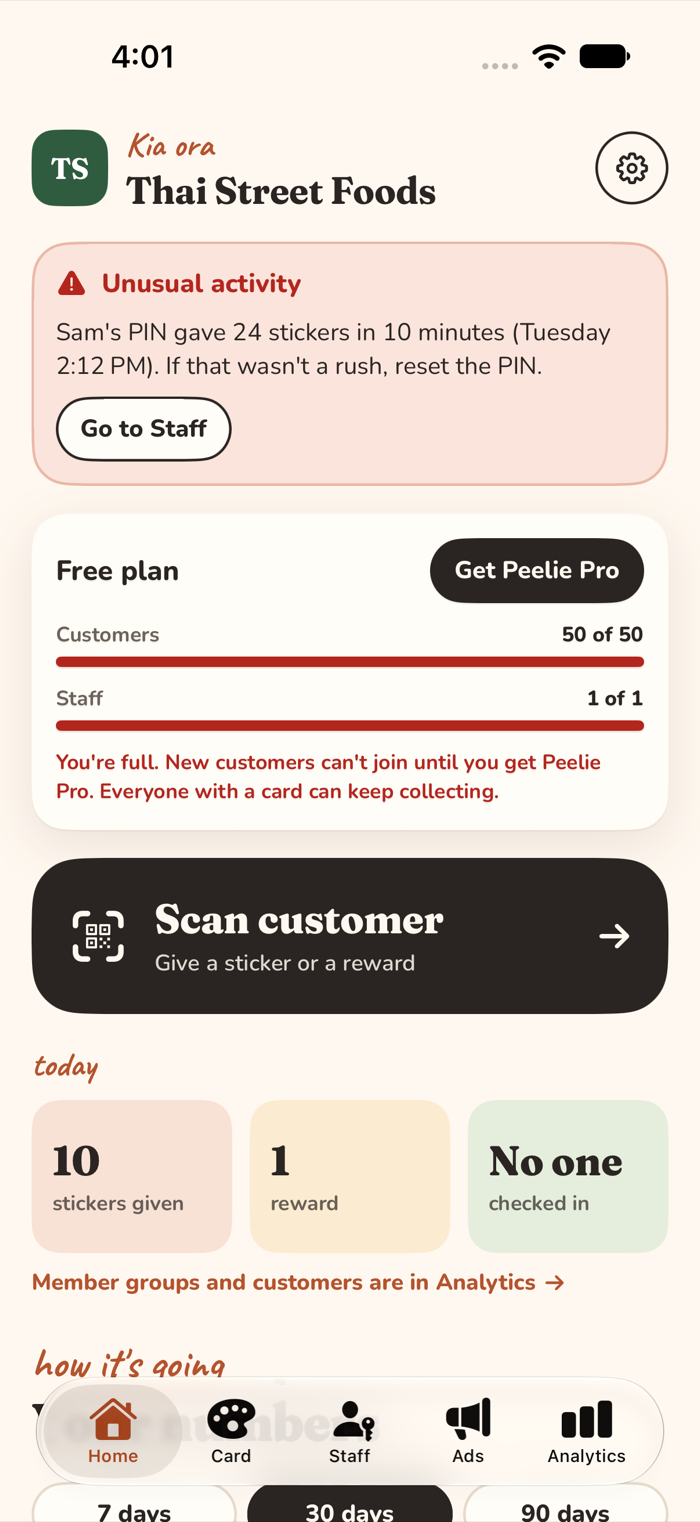 4:01
TS
Kia ora
Thai Street Foods
Unusual activity
Sam's PIN gave 24 stickers in 10 minutes (Tuesday
2:12 PM). If that wasn't a rush, reset the PIN.
Go to Staff
Free plan
Get Peelie Pro
Customers
50 of 50
Staff
1 of 1
You're full. New customers can't join until you get Peelie
Pro. Everyone with a card can keep collecting.
Scan customer
Give a sticker or a reward
today
10
stickers given
1
reward
No one
checked in
Member groups and customers are in Analytics →
how it's going
Your numbers
Home
Card
Staff
Ads
Analytics
7 days
30 days
90 days